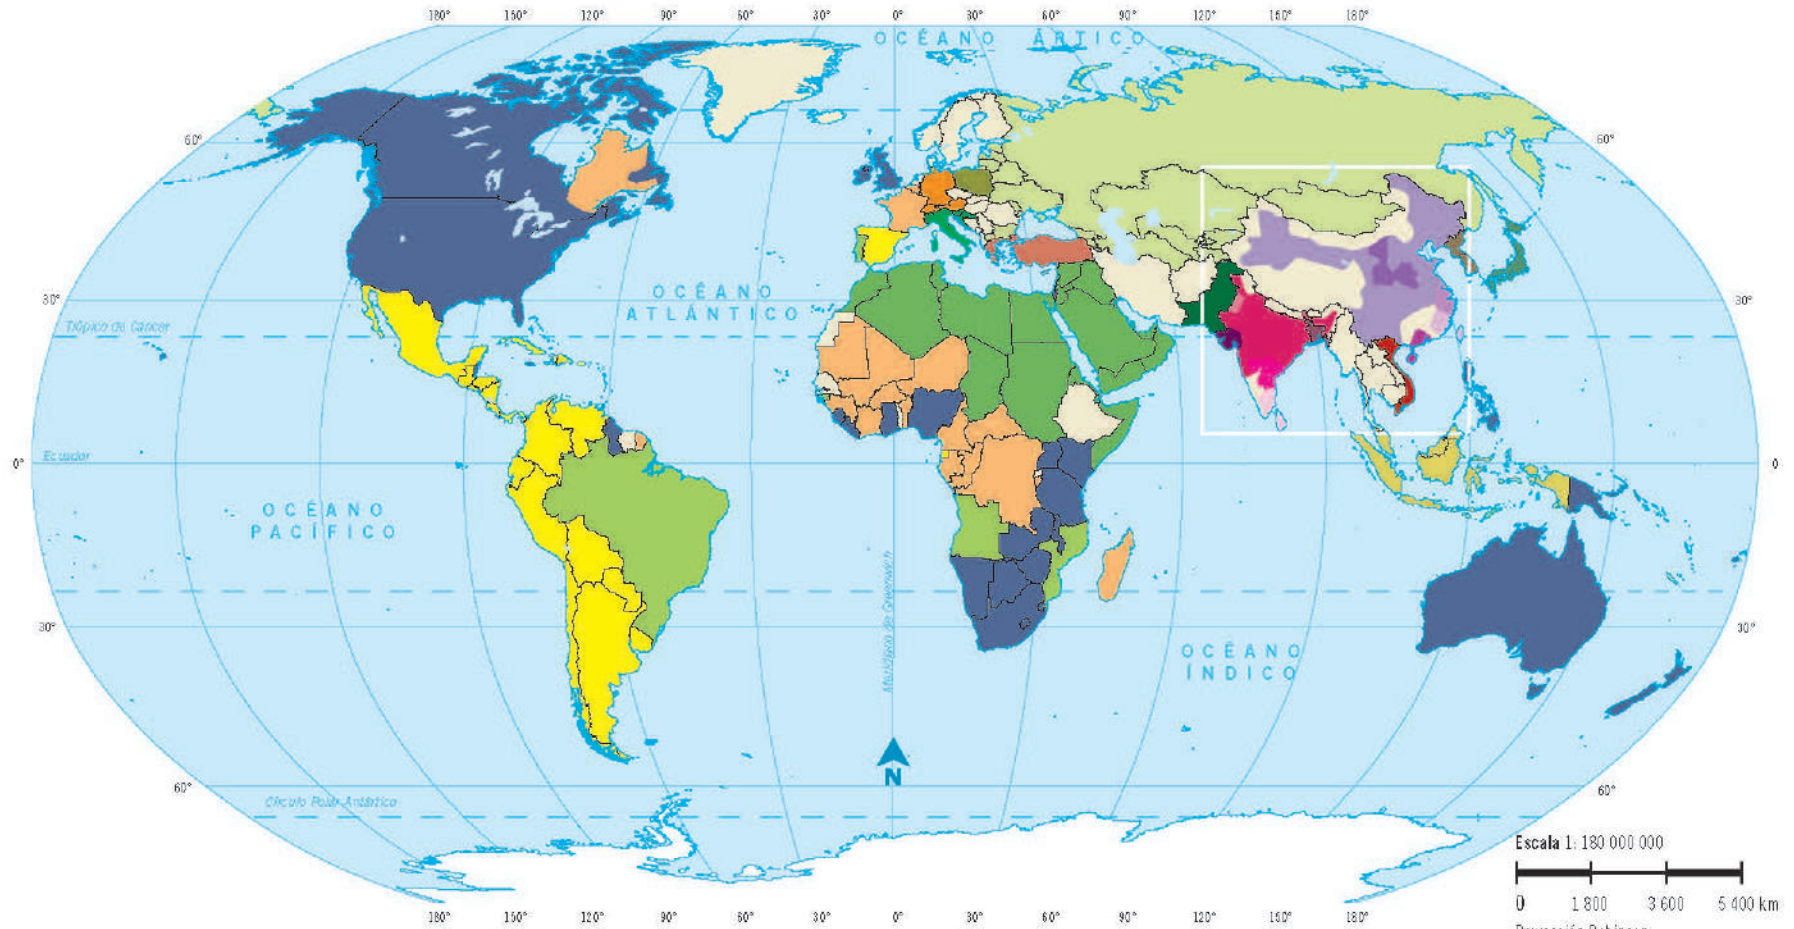 180° 150° 120° 90° 60° 30° 0° 30° 60° 90° 120° 150° 180°
OCÉANO ÁRTICO
60° 60°
OCÉANO
ATLÁNTICO
30° 30°
Trópico de Cáncer
Ecuador
0° 0
OCÉANO
PACÍFICO
Meridiano de Greenwich
30° 30°
OCÉANO
ÍNDICO
N
60° 60°
Círculo Polar Antártico
Escala 1: 180 000 000
0 1 800 3 600 5 400 km
180° 150° 120° 90° 60° 30° 0° 30° 60° 90° 120° 150° 180°